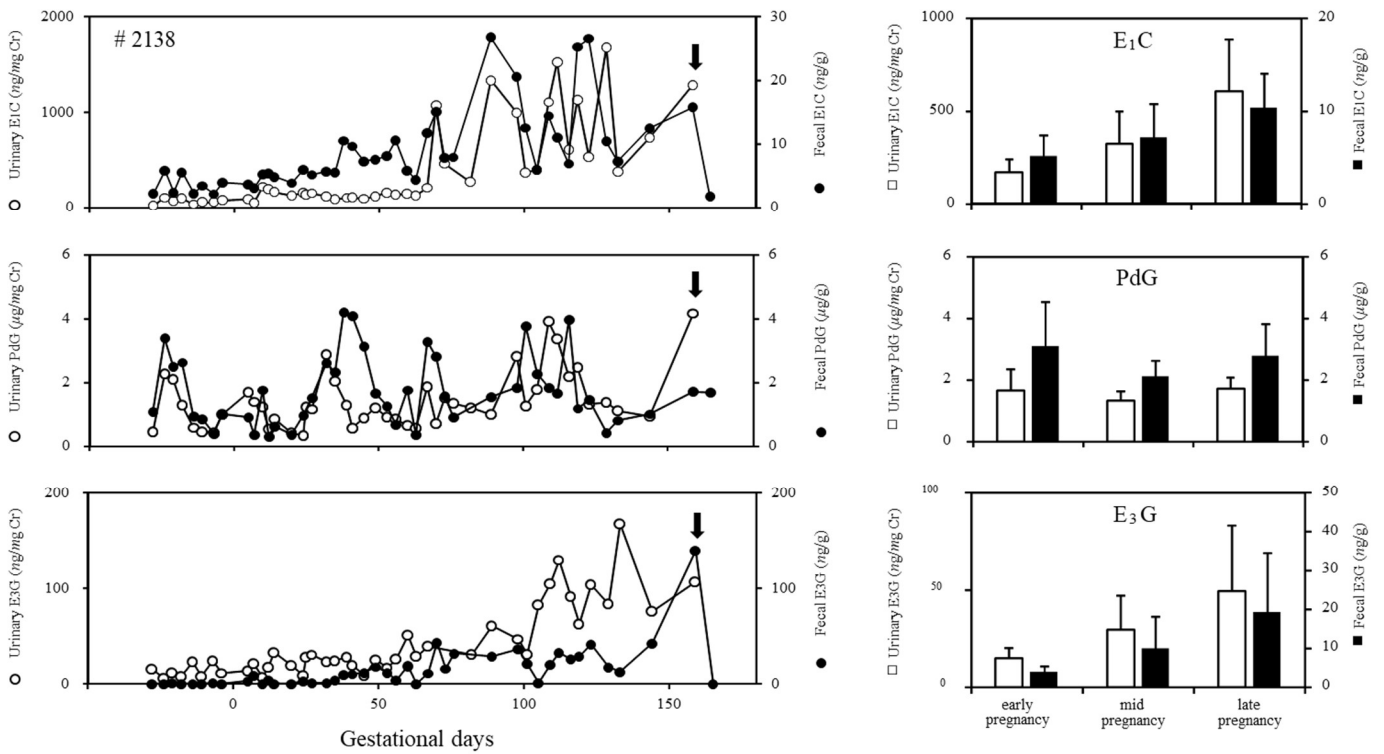 # 2138
Urinary E1C (ng/mg Cr)
2000
1000
0
30
20
10
0
Fecal E1C (ng/g)
Urinary PdG (µg/mg Cr)
6
4
2
0
6
4
2
0
Fecal PdG (µg/g)
Urinary E3G (ng/mg Cr)
200
100
0
200
100
0
Fecal E3G (ng/g)
0 50 100 150
Gestational days
E₁C
Urinary E1C (ng/mg Cr)
1000
500
0
20
10
0
Fecal E1C (ng/g)
PdG
Urinary PdG (µg/mg Cr)
6
4
2
0
6
4
2
0
Fecal PdG (µg/g)
E₃G
Urinary E3G (ng/mg Cr)
100
50
0
50
40
30
20
10
0
Fecal E3G (ng/g)
early mid late
pregnancy pregnancy pregnancy